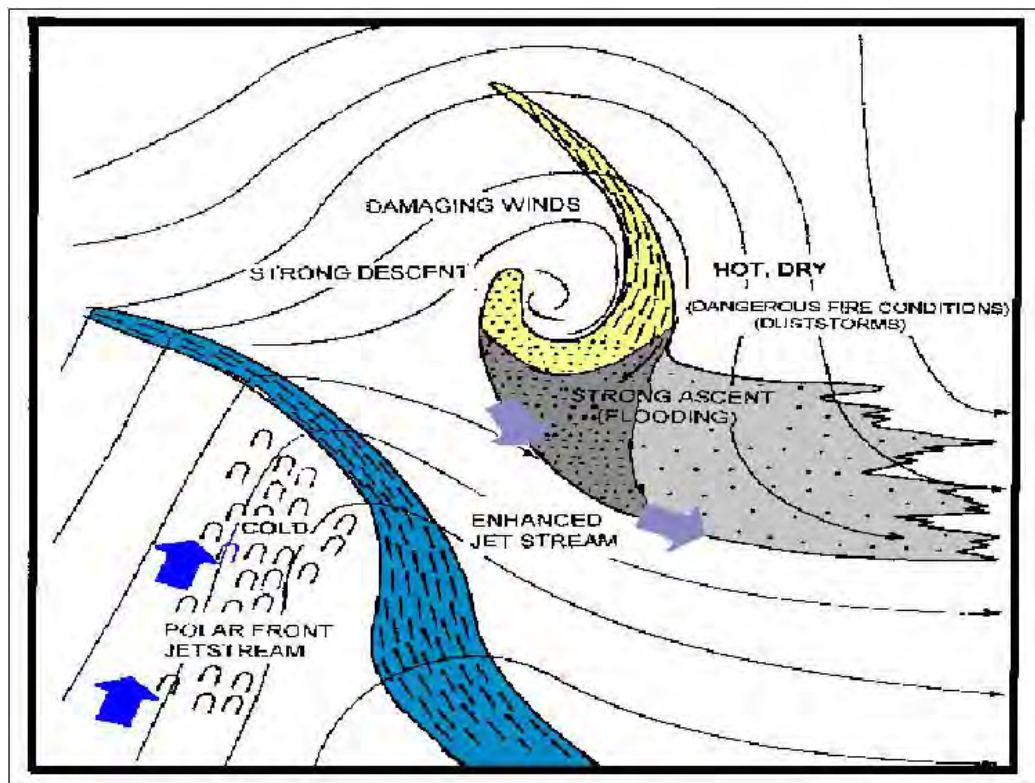 DAMAGING WINDS
STRONG DESCENT
HOT, DRY
(DANGEROUS FIRE CONDITIONS)
(DUSTSTORMS)
STRONG ASCENT
(FLOODING)
ENHANCED
JET STREAM
COLD
POLAR FRONT
JETSTREAM